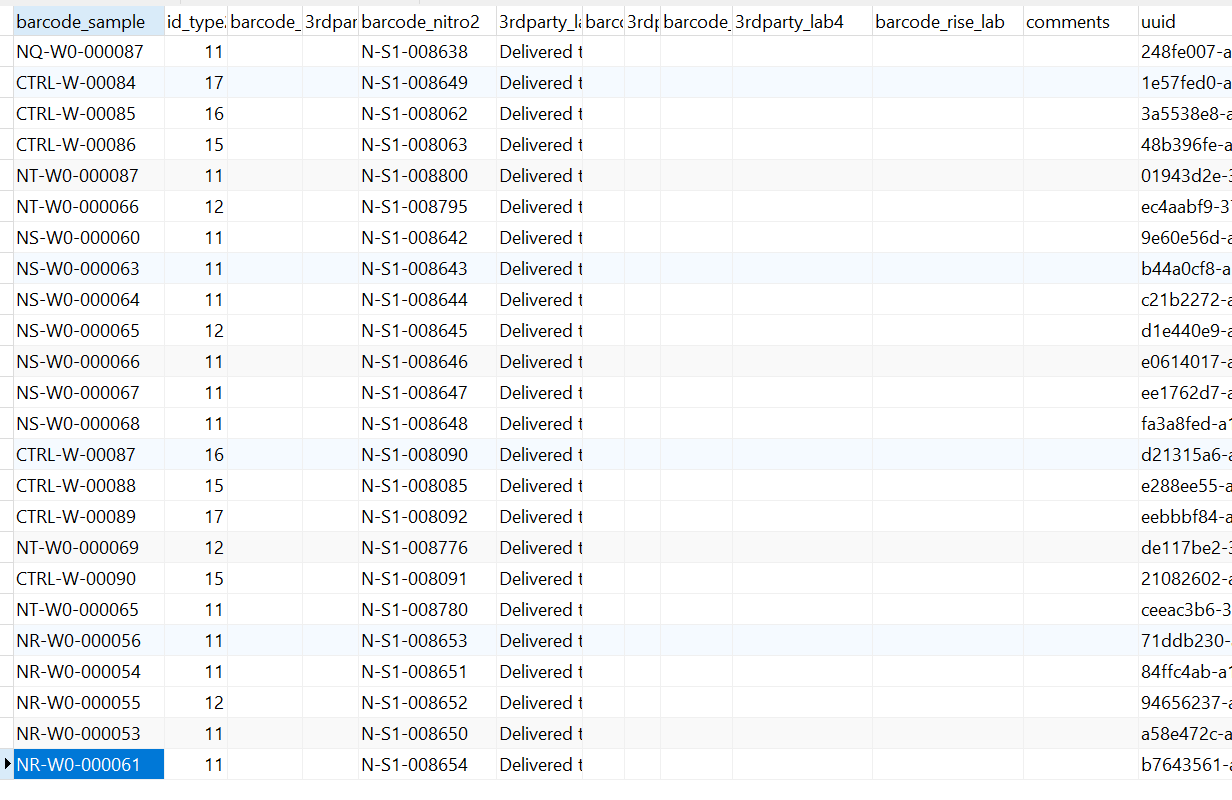 barcode_sample id_type2 barcode_ 3rdpar barcode_nitro2 3rdparty_la barco 3rdp barcode_ 3rdparty_lab4 barcode_rise_lab comments uuid
NQ-W0-000087 11 N-S1-008638 Delivered t 248fe007-a
CTRL-W-00084 17 N-S1-008649 Delivered t 1e57fed0-a
CTRL-W-00085 16 N-S1-008062 Delivered t 3a5538e8-a
CTRL-W-00086 15 N-S1-008063 Delivered t 48b396fe-a
NT-W0-000087 11 N-S1-008800 Delivered t 01943d2e-3
NT-W0-000066 12 N-S1-008795 Delivered t ec4aabf9-37
NS-W0-000060 11 N-S1-008642 Delivered t 9e60e56d-a
NS-W0-000063 11 N-S1-008643 Delivered t b44a0cf8-a
NS-W0-000064 11 N-S1-008644 Delivered t c21b2272-a
NS-W0-000065 12 N-S1-008645 Delivered t d1e440e9-a
NS-W0-000066 11 N-S1-008646 Delivered t e0614017-a
NS-W0-000067 11 N-S1-008647 Delivered t ee1762d7-a
NS-W0-000068 11 N-S1-008648 Delivered t fa3a8fed-a1
CTRL-W-00087 16 N-S1-008090 Delivered t d21315a6-a
CTRL-W-00088 15 N-S1-008085 Delivered t e288ee55-a
CTRL-W-00089 17 N-S1-008092 Delivered t eebbbf84-a
NT-W0-000069 12 N-S1-008776 Delivered t de117be2-3
CTRL-W-00090 15 N-S1-008091 Delivered t 21082602-a
NT-W0-000065 11 N-S1-008780 Delivered t ceeac3b6-3
NR-W0-000056 11 N-S1-008653 Delivered t 71ddb230-
NR-W0-000054 11 N-S1-008651 Delivered t 84ffc4ab-a1
NR-W0-000055 12 N-S1-008652 Delivered t 94656237-a
NR-W0-000053 11 N-S1-008650 Delivered t a58e472c-a
NR-W0-000061 11 N-S1-008654 Delivered t b7643561-a